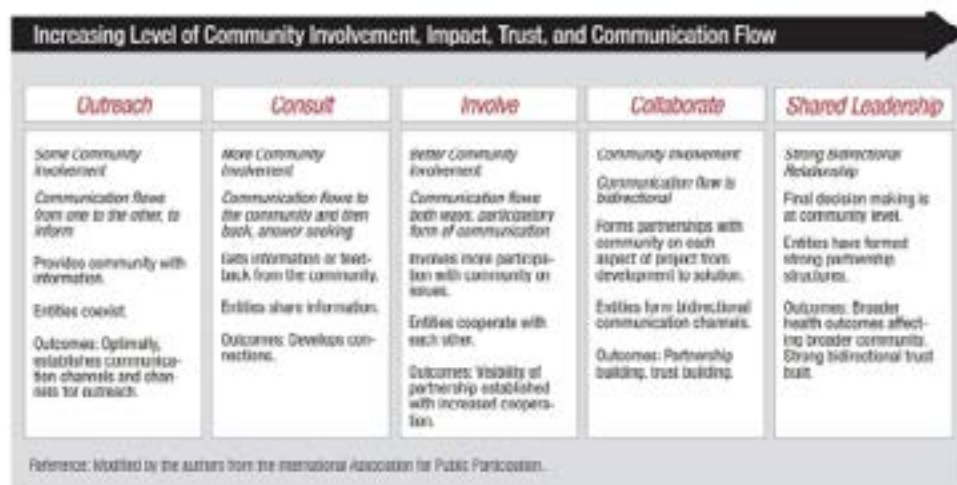 Increasing Level of Community Involvement, Impact, Trust, and Communication Flow
Outreach
Some Community
Involvement
Communication flows
from one to the other, to
inform
Provides community with
information.
Entities coexist.
Outcomes: Optimally,
establishes communica-
tion channels and chan-
nels for outreach.
Consult
More Community
Involvement
Communication flows to
the community and then
back, answer seeking
Gets information or feed-
back from the community.
Entities share information.
Outcomes: Develops con-
nections.
Involve
Better Community
Involvement
Communication flows
both ways, participatory
form of communication
Involves more participa-
tion with community on
issues.
Entities cooperate with
each other.
Outcomes: Visibility of
partnership established
with increased coopera-
tion.
Collaborate
Community Involvement
Communication flow is
bidirectional
Forms partnerships with
community on each
aspect of project from
development to solution.
Entities form bidirectional
communication channels.
Outcomes: Partnership
building, trust building.
Shared Leadership
Strong Bidirectional
Relationship
Final decision making is
at community level.
Entities have formed
strong partnership
structures.
Outcomes: Broader
health outcomes affect-
ing broader community.
Strong bidirectional trust
built.
Reference: Modified by the authors from the International Association for Public Participation.